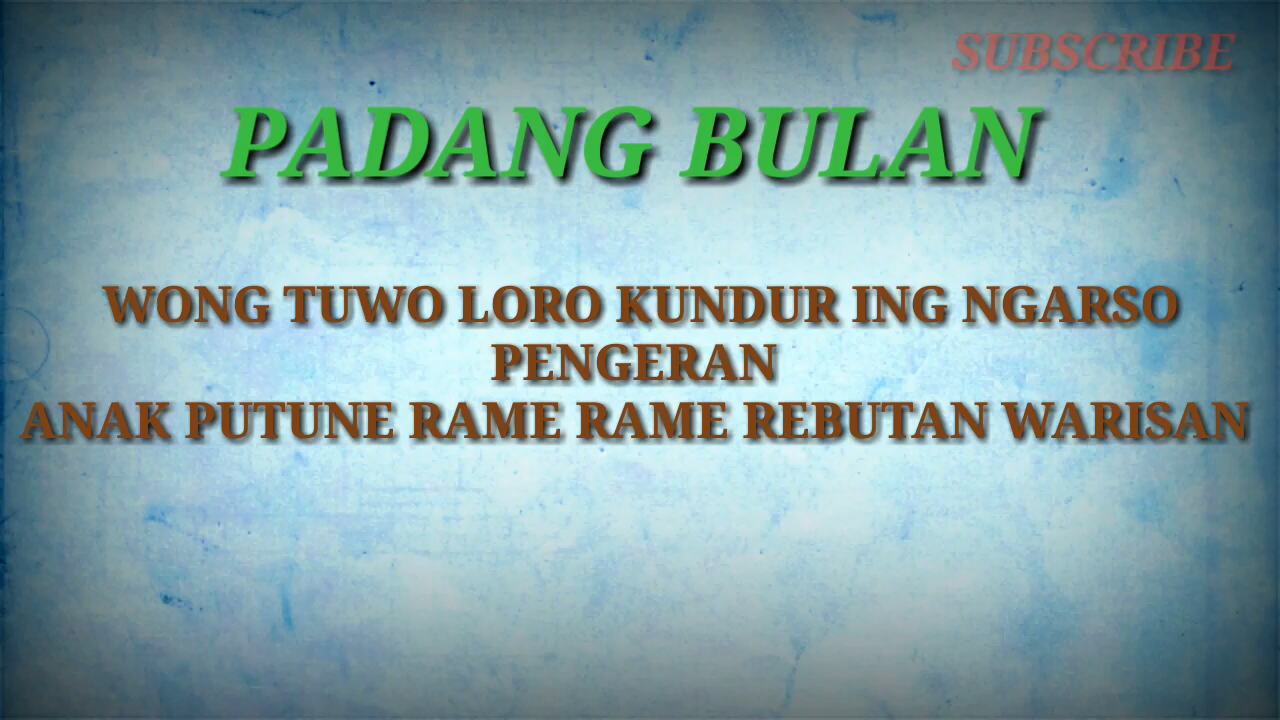 SUBSCRIBE
PADANG BULAN
WONG TUWO LORO KUNDUR ING NGARSO
PENGERAN
ANAK PUTUNE RAME RAME REBUTAN WARISAN